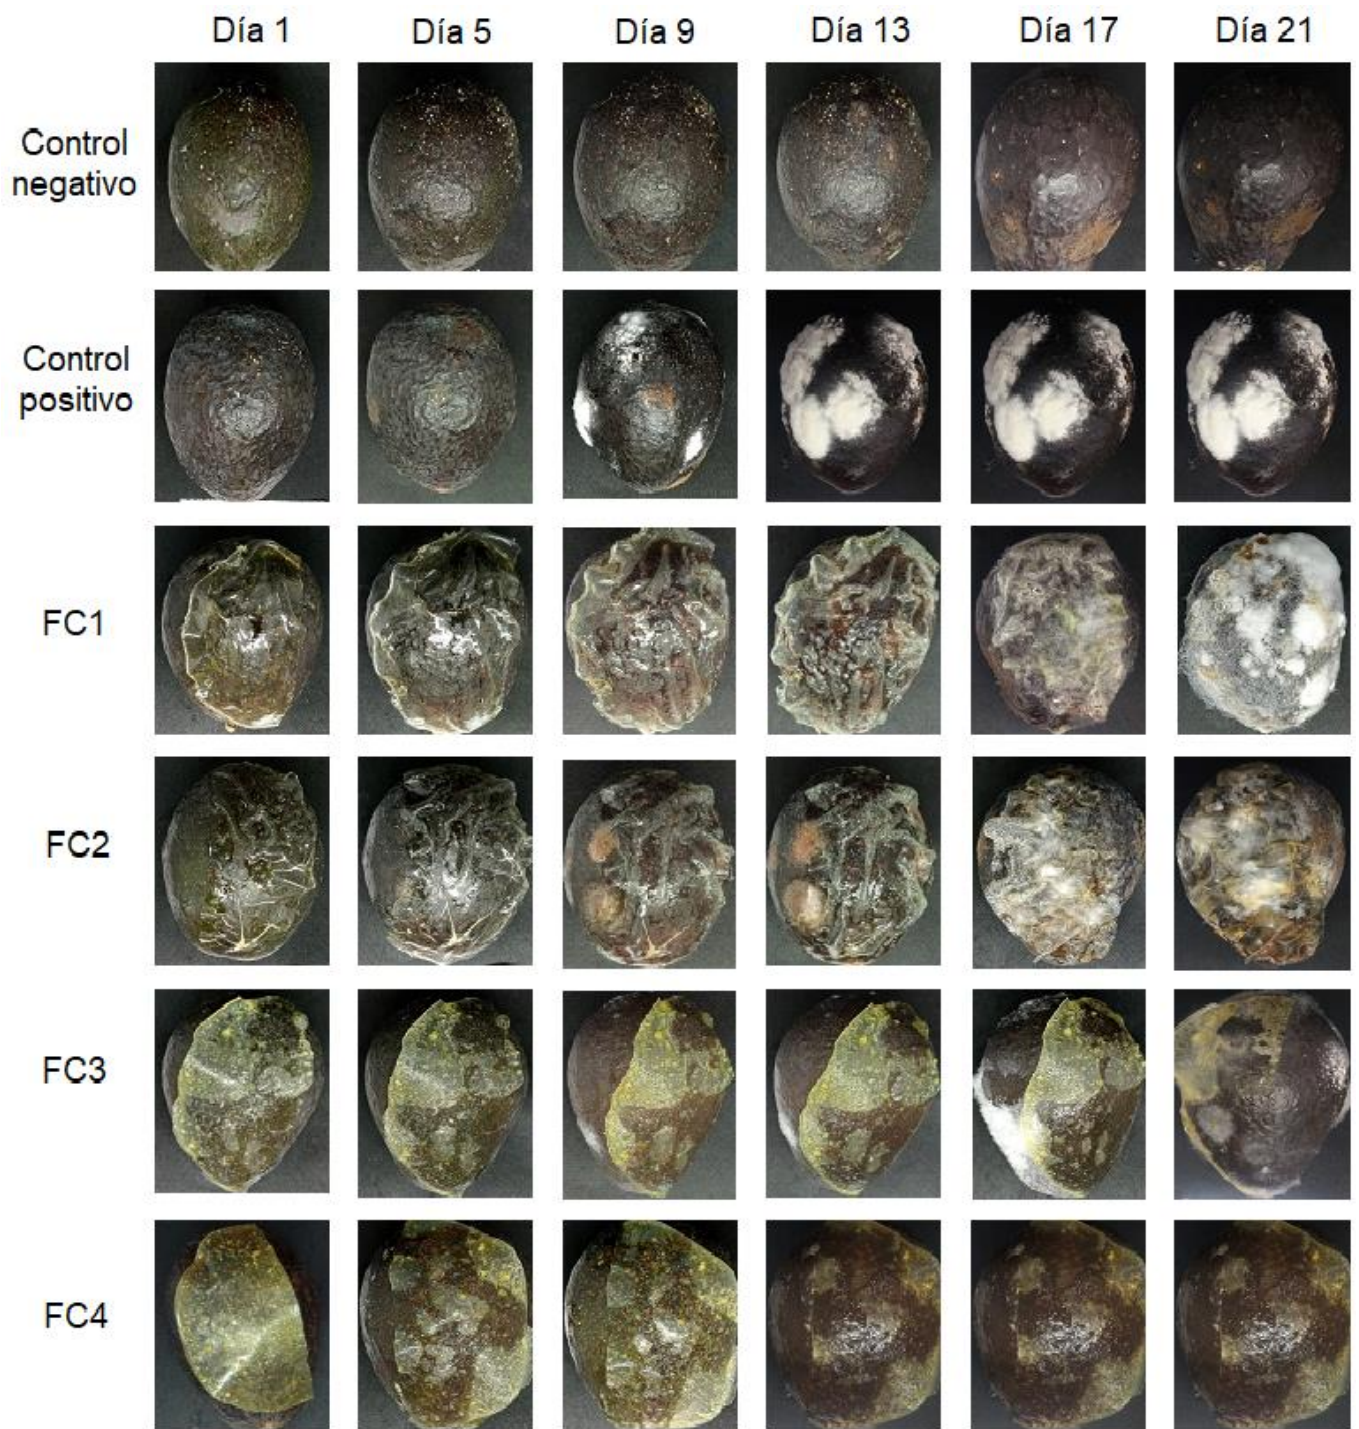 Día 1 Día 5 Día 9 Día 13 Día 17 Día 21
Control
negativo
Control
positivo
FC1
FC2
FC3
FC4